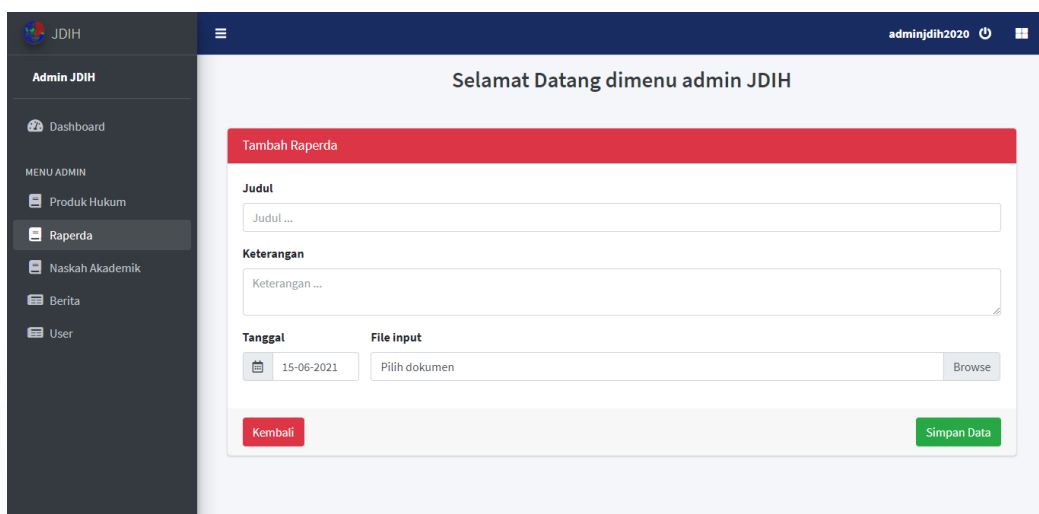 JDIH
adminjdih2020
Admin JDIH
Dashboard
MENU ADMIN
Produk Hukum
Raperda
Naskah Akademik
Berita
User
Selamat Datang dimenu admin JDIH
Tambah Raperda
Judul
Judul ...
Keterangan
Keterangan ...
Tanggal File input
15-06-2021 Pilih dokumen Browse
Kembali Simpan Data